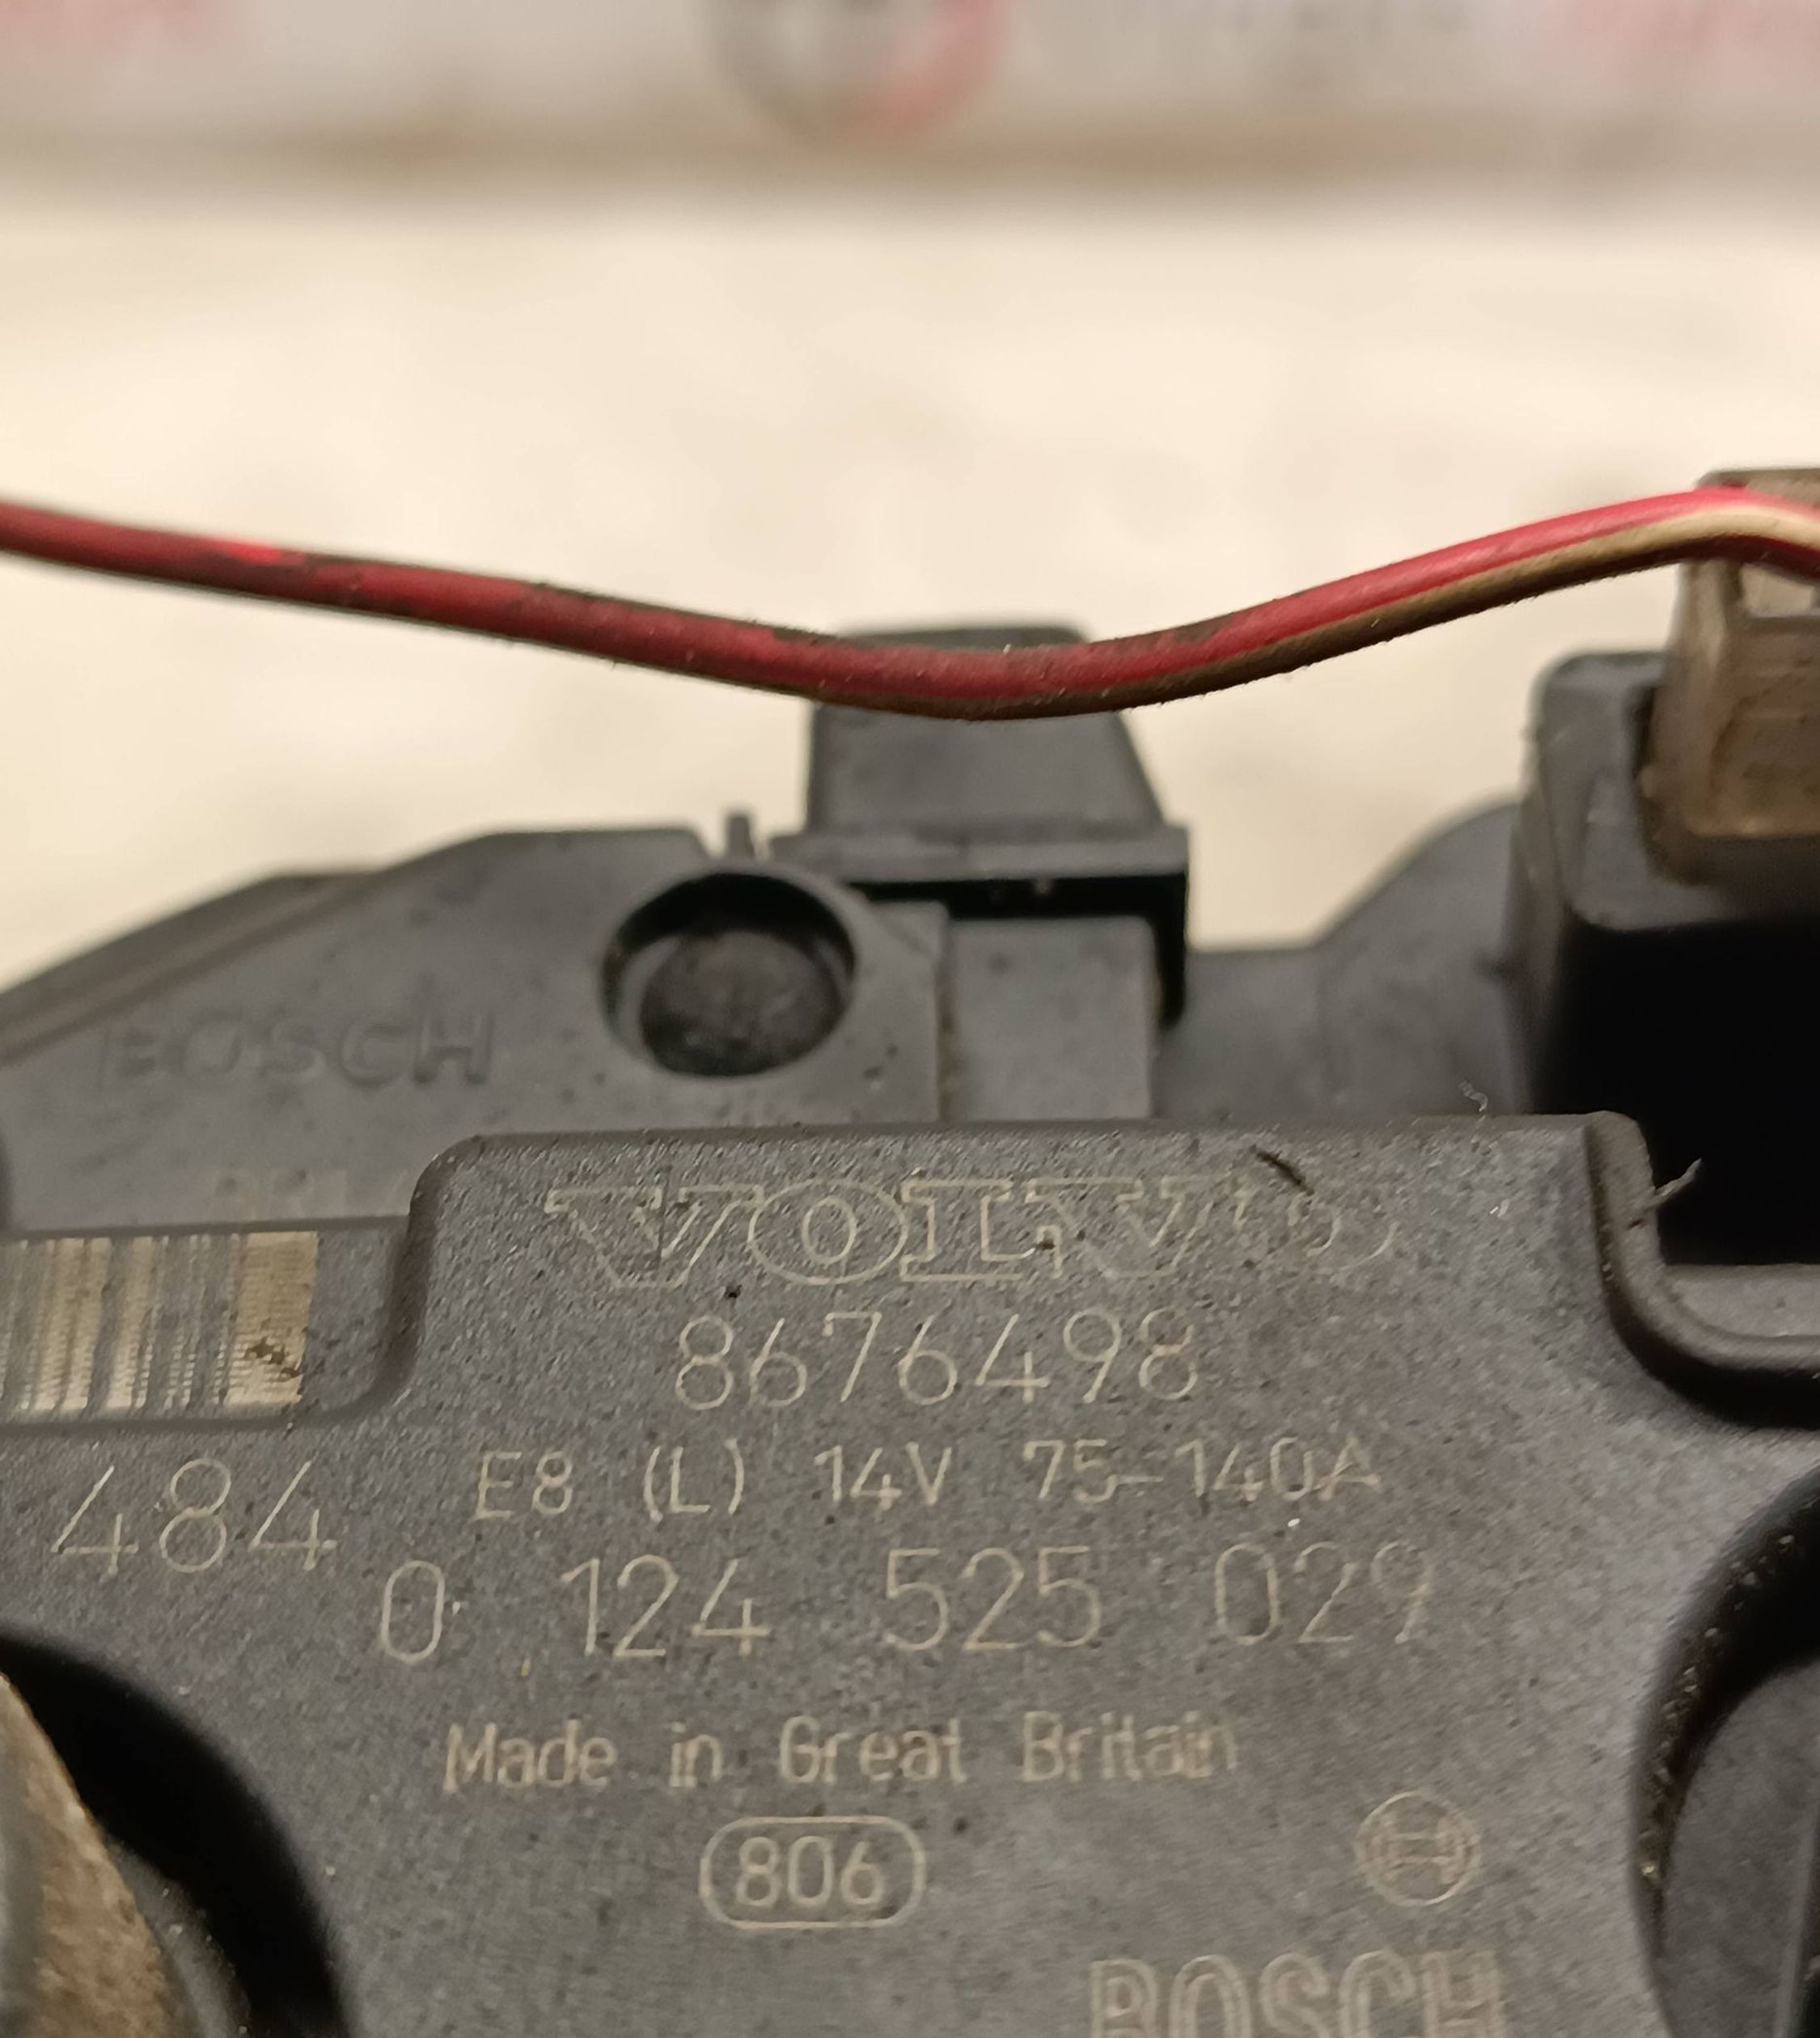 BOSCH
VOLVO
8676498
E8 (L) 14V 75-140A
484
0 124 525 029
Made in Great Britain
806
BOSCH